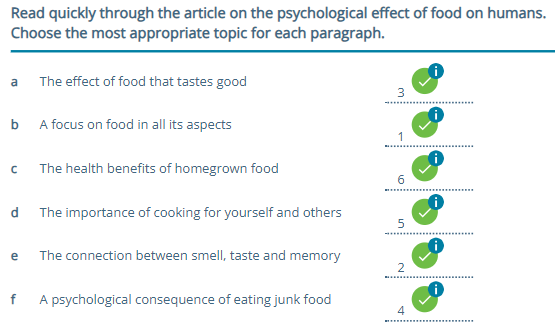 Read quickly through the article on the psychological effect of food on humans.
Choose the most appropriate topic for each paragraph.
a The effect of food that tastes good 3 i
b A focus on food in all its aspects 1 i
c The health benefits of homegrown food 6 i
d The importance of cooking for yourself and others 5 i
e The connection between smell, taste and memory 2 i
f A psychological consequence of eating junk food 4 i